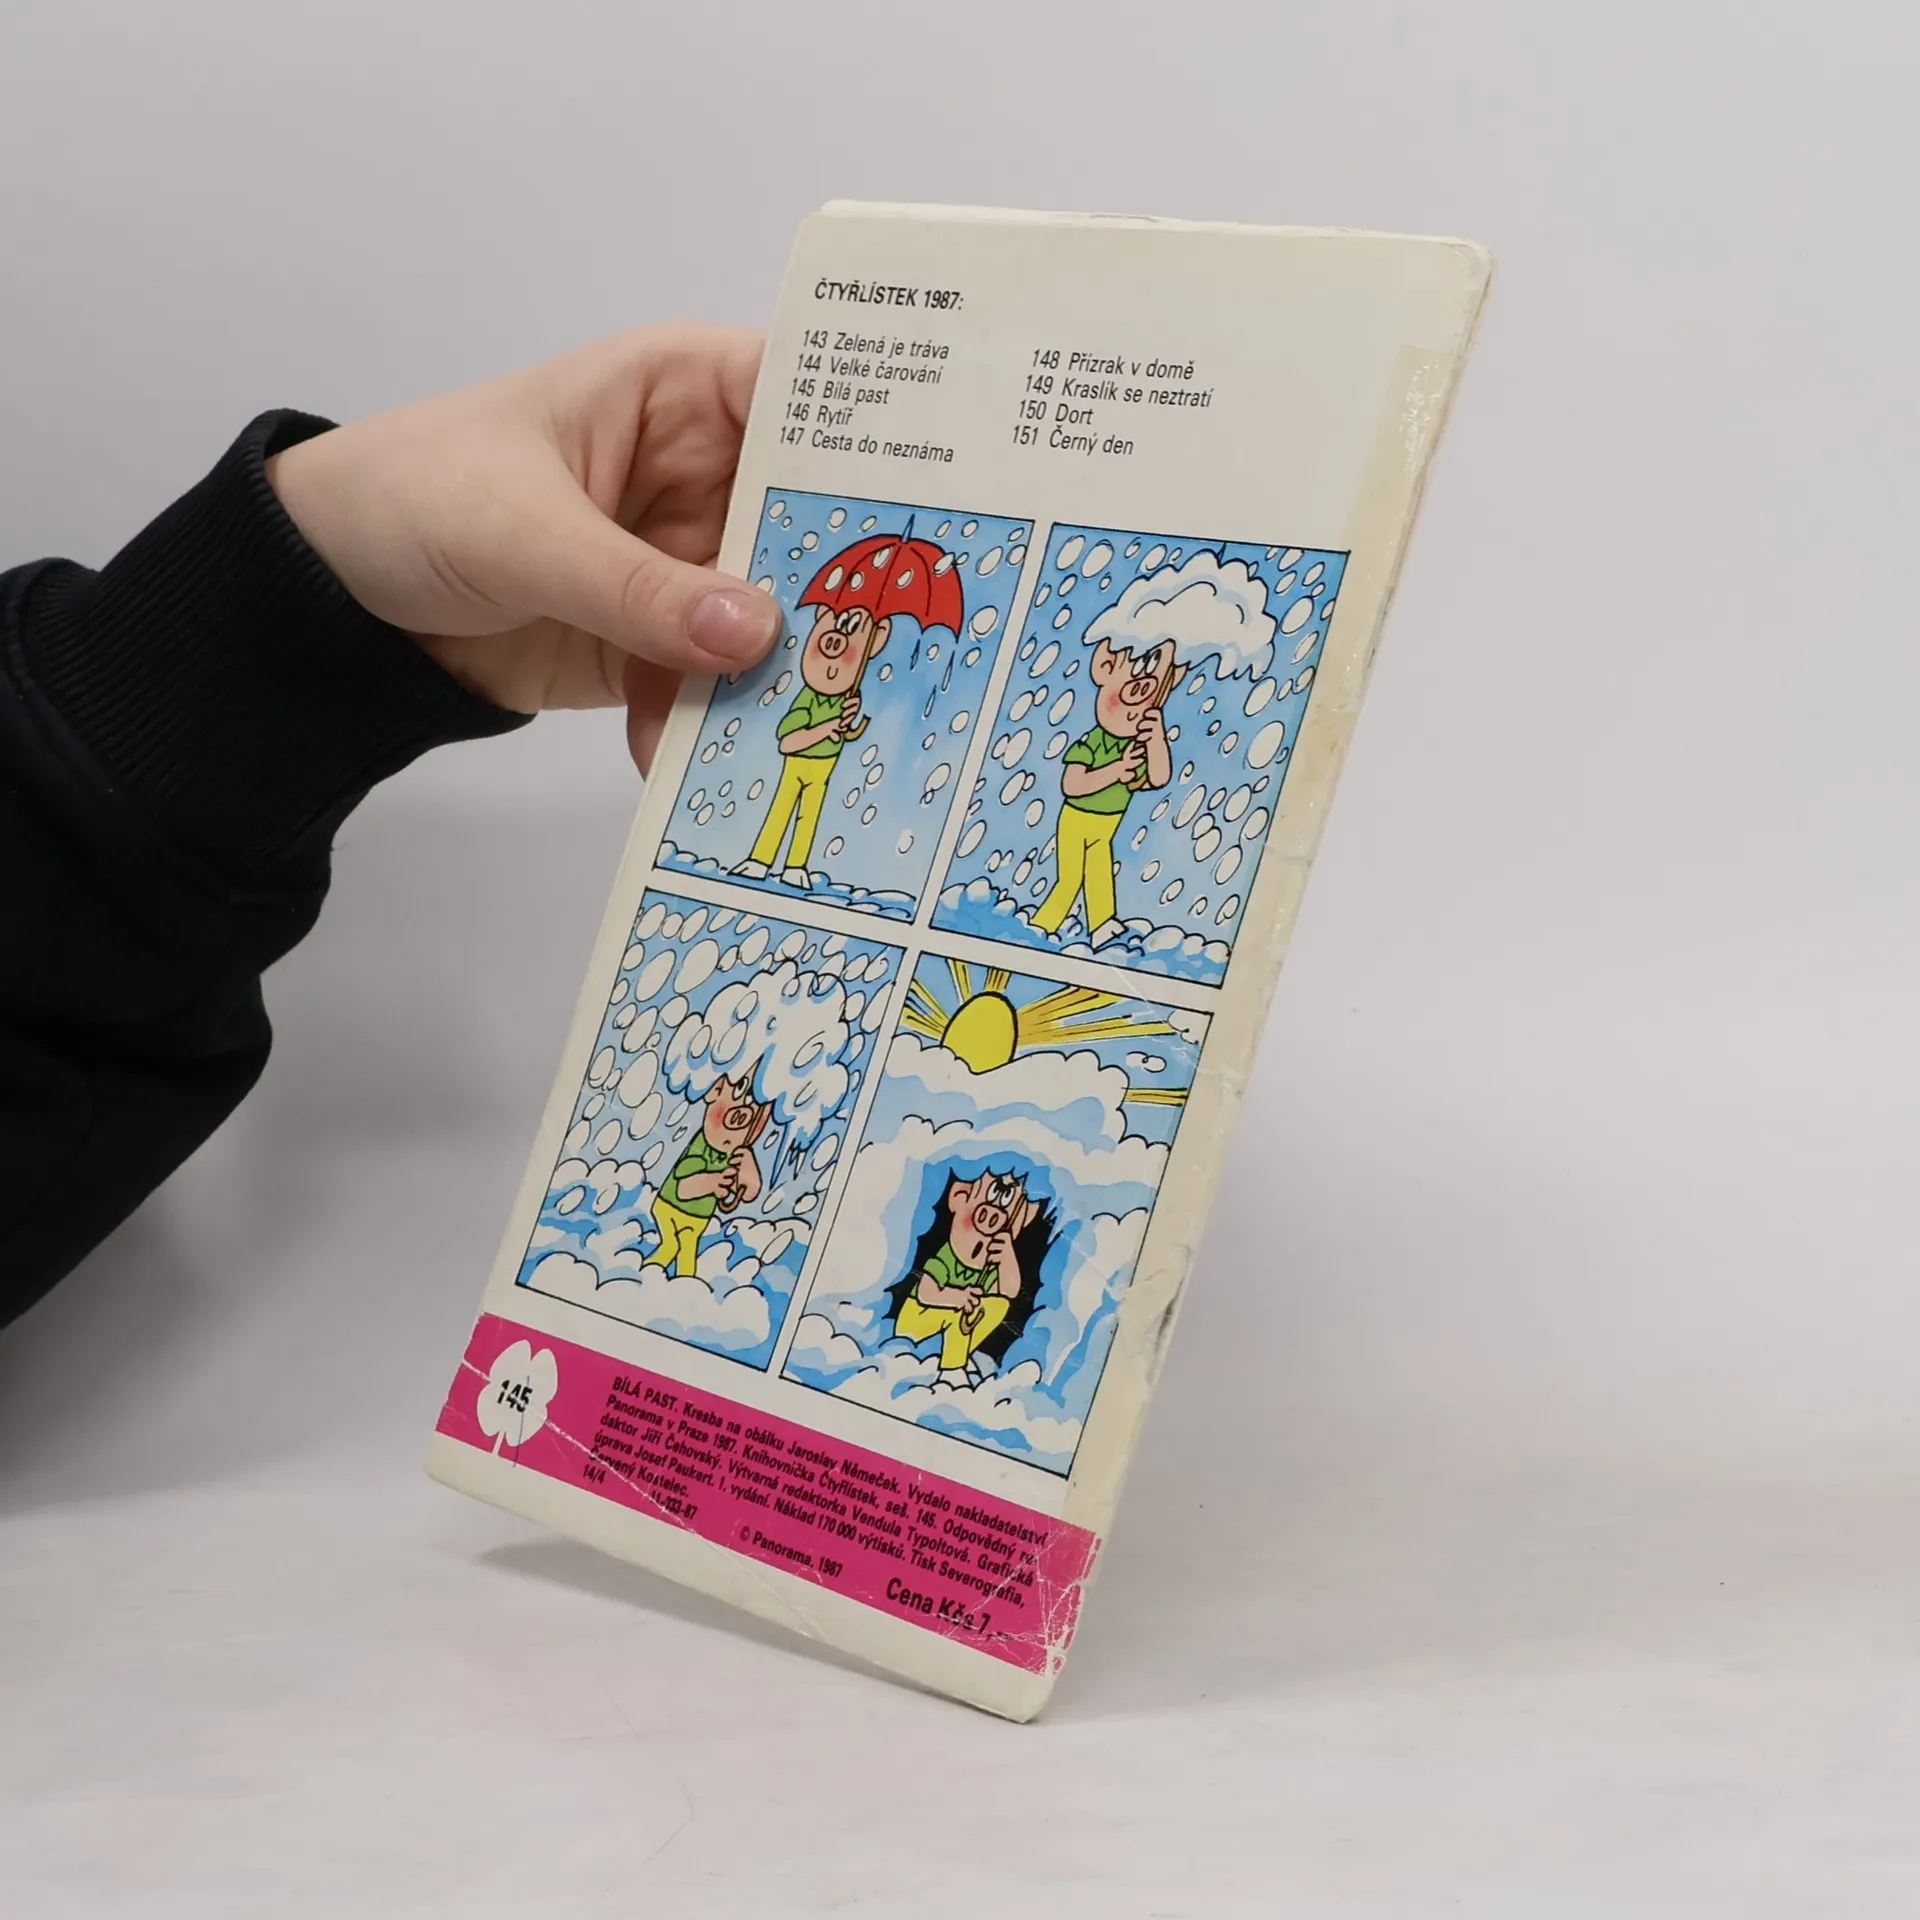 ČTYŘLÍSTEK 1987:
143 Zelená je tráva
144 Velké čarování
145 Bílá past
146 Rytíř
147 Cesta do neznáma
148 Přízrak v domě
149 Kraslík se neztratí
150 Dort
151 Černý den
145
BÍLÁ PAST. Kresba na obálku Jaroslav Němeček. Vydalo nakladatelství
Panorama v Praze 1987. Knihovnička Čtyřlístek, seš. 145. Odpovědný re-
daktor Jiří Čehovský. Výtvarná redaktorka Vendula Typoltová. Grafická
úprava Josef Paukert. 1. vydání. Náklad 170 000 výtisků. Tisk Severografia,
Červený Kostelec.
14/4
11-033-87
© Panorama, 1987
Cena Kčs 7,–